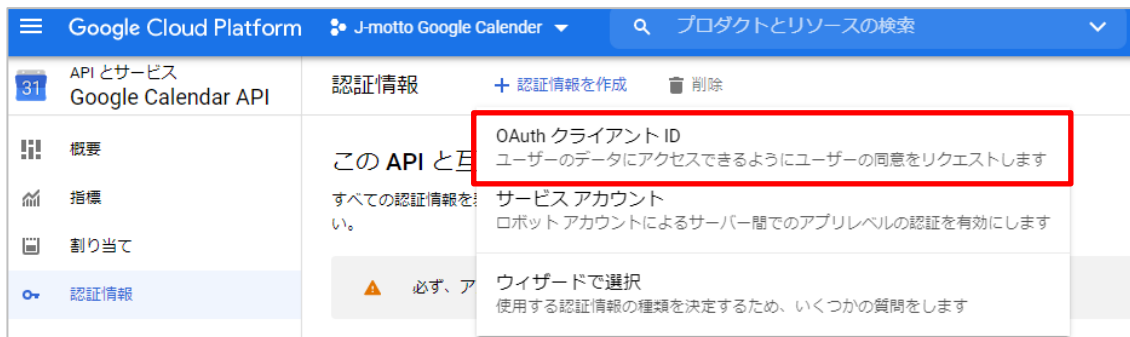 Google Cloud Platform J-motto Google Calender プロダクトとリソースの検索
31 API とサービス
Google Calendar API
認証情報 + 認証情報を作成 削除
概要
指標
割り当て
認証情報
この API と互
すべての認証情報を
い。
必ず、ア
OAuth クライアント ID
ユーザーのデータにアクセスできるようにユーザーの同意をリクエストします
サービス アカウント
ロボット アカウントによるサーバー間でのアプリレベルの認証を有効にします
ウィザードで選択
使用する認証情報の種類を決定するため、いくつかの質問をします